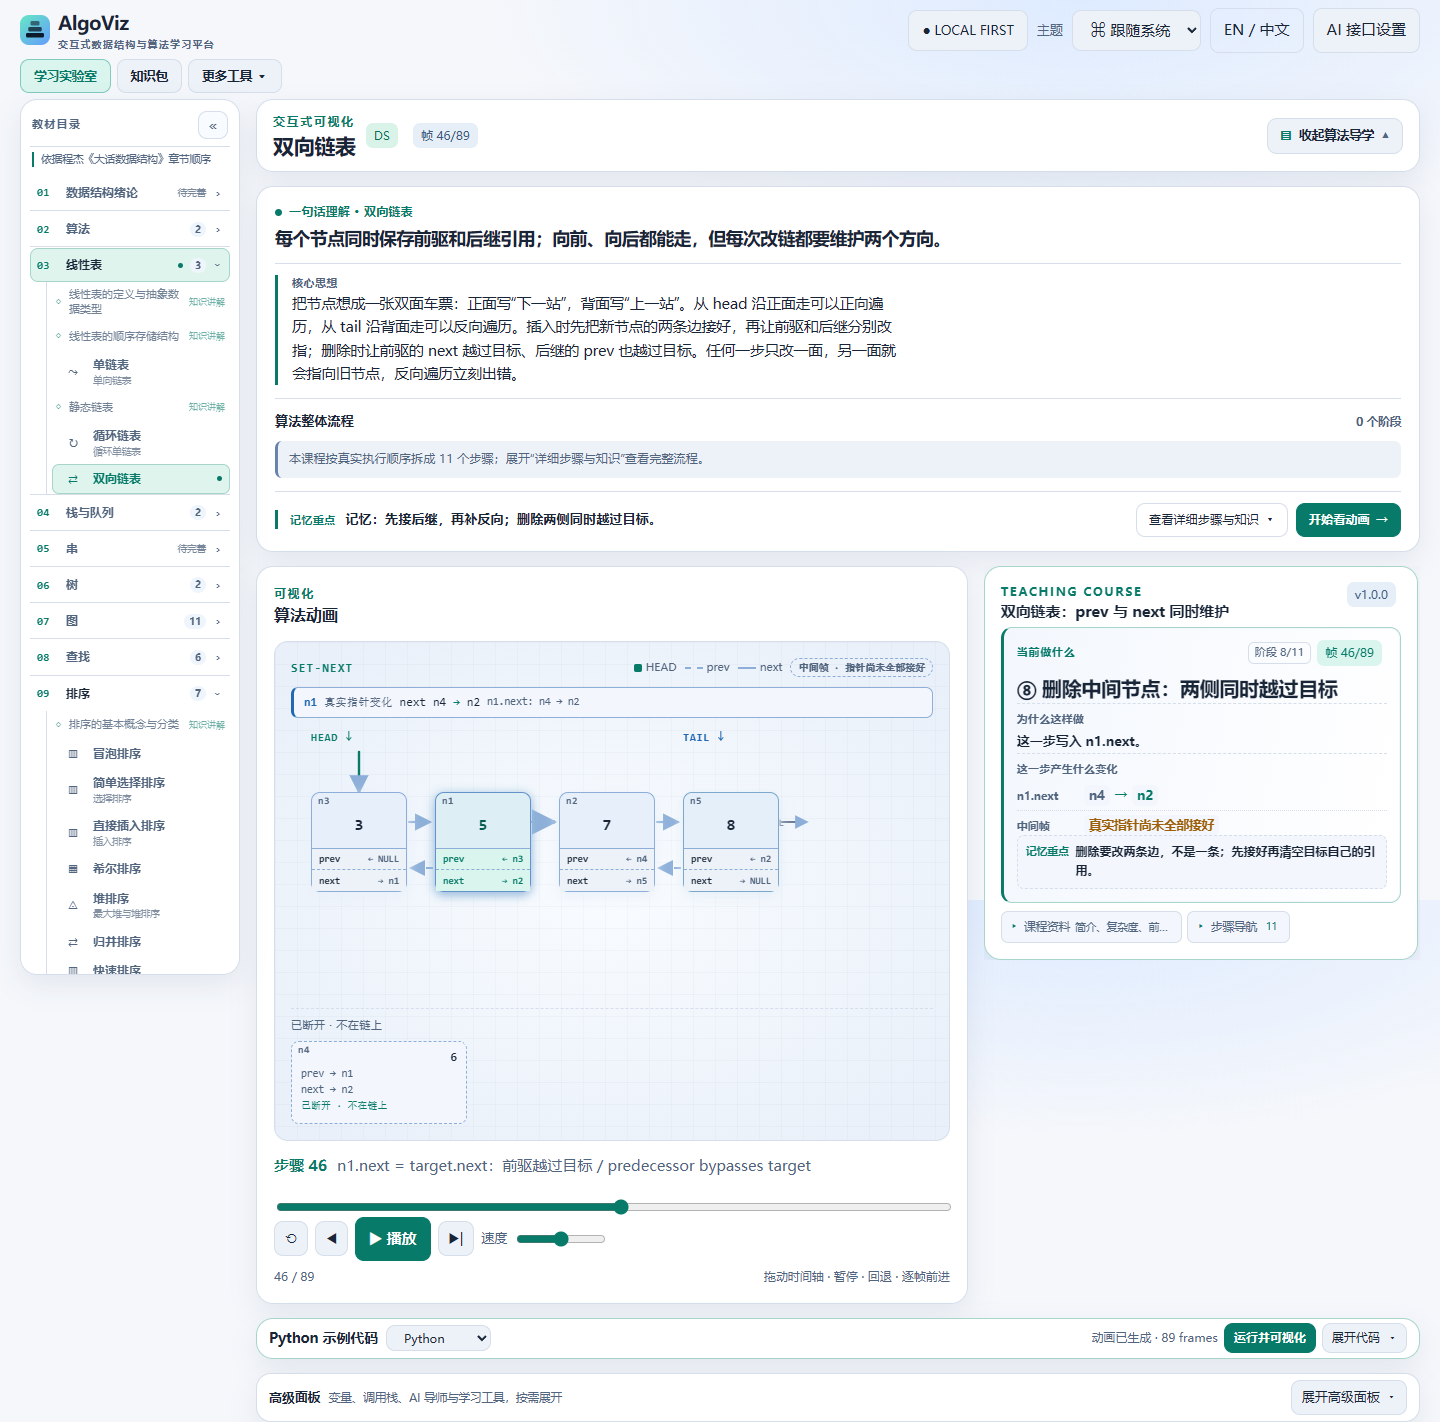 AlgoViz
交互式数据结构与算法学习平台
● LOCAL FIRST
主题
⌘ 跟随系统
EN / 中文
AI 接口设置
学习实验室
知识包
更多工具
教材目录
«
依据程杰《大话数据结构》章节顺序
01 数据结构绪论 待完善 ›
02 算法 2 ›
03 线性表 3
线性表的定义与抽象数据类型 知识讲解
线性表的顺序存储结构 知识讲解
单链表
单向链表
静态链表 知识讲解
循环链表
循环单链表
双向链表
04 栈与队列 2 ›
05 串 待完善 ›
06 树 2 ›
07 图 11 ›
08 查找 6 ›
09 排序 7
排序的基本概念与分类 知识讲解
冒泡排序
简单选择排序
选择排序
直接插入排序
插入排序
希尔排序
堆排序
最大堆与堆排序
归并排序
快速排序
交互式可视化
双向链表 DS 帧 46/89
收起算法导学
一句话理解 • 双向链表
每个节点同时保存前驱和后继引用；向前、向后都能走，但每次改链都要维护两个方向。
核心思想
把节点想成一张双面车票：正面写“下一站”，背面写“上一站”。从 head 沿正面走可以正向遍
历，从 tail 沿背面走可以反向遍历。插入时先把新节点的两条边接好，再让前驱和后继分别改
指；删除时让前驱的 next 越过目标、后继的 prev 也越过目标。任何一步只改一面，另一面就
会指向旧节点，反向遍历立刻出错。
算法整体流程 0 个阶段
本课程按真实执行顺序拆成 11 个步骤；展开“详细步骤与知识”查看完整流程。
记忆重点 记忆：先接后继，再补反向；删除两侧同时越过目标。
查看详细步骤与知识
开始看动画 →
可视化
算法动画
SET-NEXT
HEAD prev next 中间帧 · 指针尚未全部接好
n1 真实指针变化 next n4 → n2 n1.next: n4 → n2
HEAD ↓ TAIL ↓
n3 n1 n2 n5
3 5 7 8
prev ← NULL prev ← n3 prev ← n4 prev ← n2
next → n1 next → n2 next → n5 next → NULL
已断开 · 不在链上
n4 6
prev → n1
next → n2
已断开 · 不在链上
步骤 46 n1.next = target.next：前驱越过目标 / predecessor bypasses target
▶ 播放
速度
46 / 89
拖动时间轴 · 暂停 · 回退 · 逐帧前进
TEACHING COURSE
双向链表：prev 与 next 同时维护
v1.0.0
当前做什么 阶段 8/11 帧 46/89
⑧ 删除中间节点：两侧同时越过目标
为什么这样做
这一步写入 n1.next。
这一步产生什么变化
n1.next n4 → n2
中间帧 真实指针尚未全部接好
记忆重点 删除要改两条边，不是一条；先接好再清空目标自己的引
用。
课程资料 简介、复杂度、前...
步骤导航 11
Python 示例代码 Python
动画已生成 · 89 frames
运行并可视化
展开代码
高级面板 变量、调用栈、AI 导师与学习工具，按需展开
展开高级面板